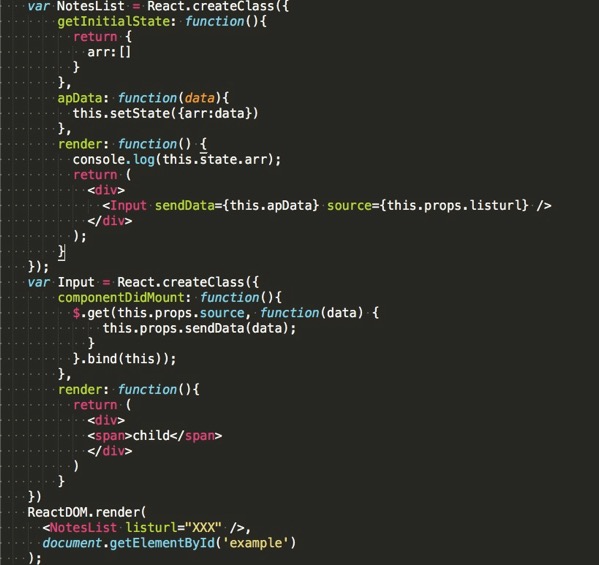 var NotesList = React.createClass({
getInitialState: function(){
return {
arr:[]
}
},
apData: function(data){
this.setState({arr:data})
},
render: function() {
console.log(this.state.arr);
return (
<div>
<Input sendData={this.apData} source={this.props.listurl} />
</div>
);
}
});
var Input = React.createClass({
componentDidMount: function(){
$.get(this.props.source, function(data) {
this.props.sendData(data);
}
}.bind(this));
},
render: function(){
return (
<div>
<span>child</span>
</div>
)
}
})
ReactDOM.render(
<NotesList listurl="XXX" />,
document.getElementById('example')
);